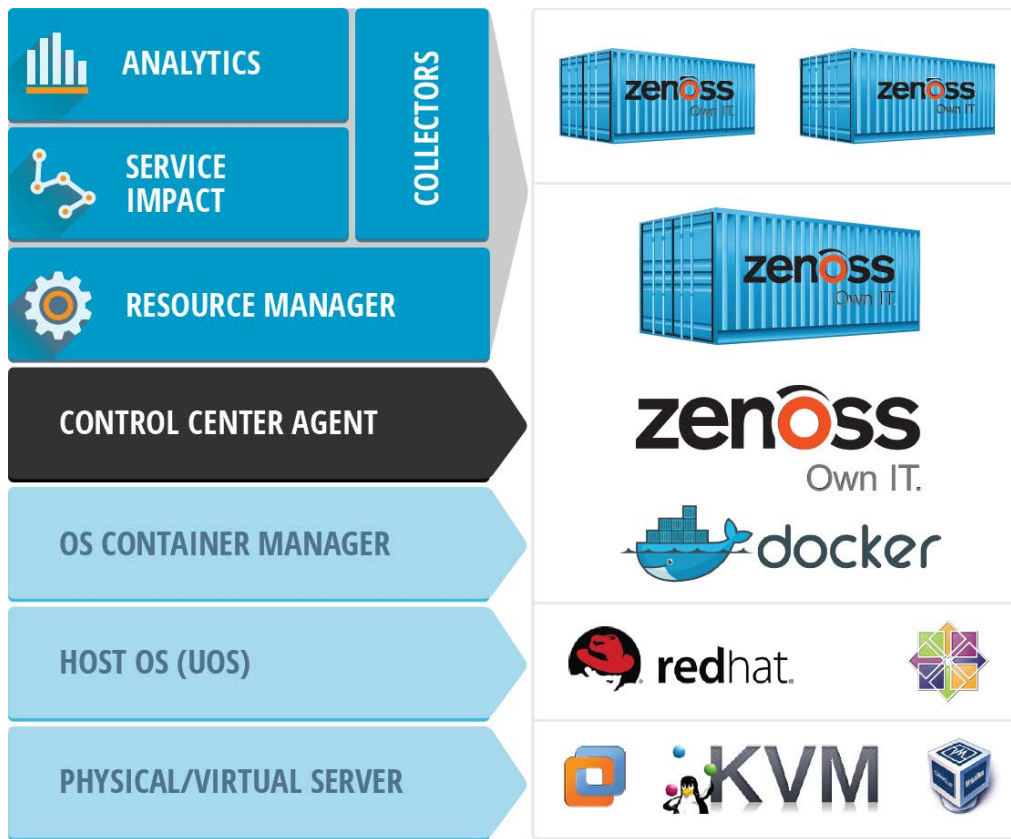 ANALYTICS
SERVICE
IMPACT
COLLECTORS
RESOURCE MANAGER
CONTROL CENTER AGENT
OS CONTAINER MANAGER
HOST OS (UOS)
PHYSICAL/VIRTUAL SERVER
zenoss
Own IT.
zenoss
Own IT.
zenoss
Own IT.
zenoss
Own IT.
docker
redhat.
KVM